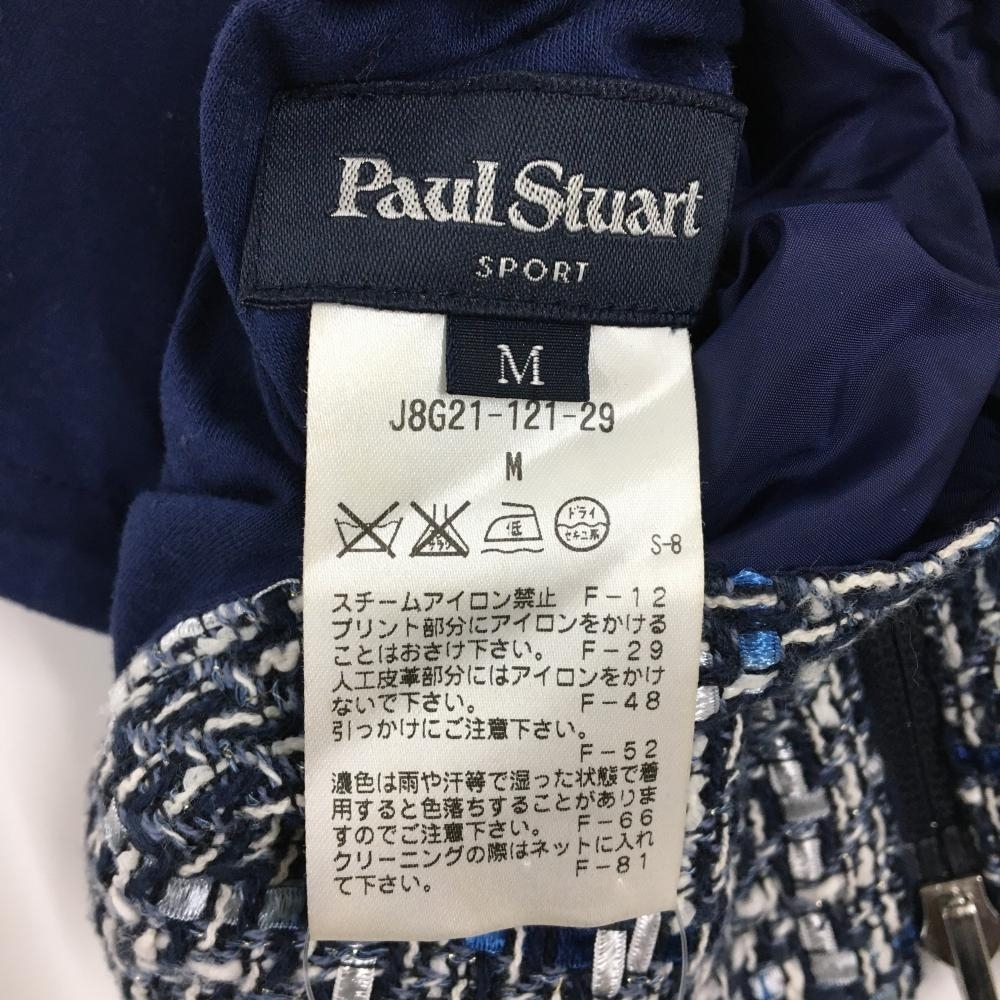 Paul Stuart
SPORT
M
J8G21-121-29
M
低
ドライ
セキユ系
S-8
スチームアイロン禁止 F-12
プリント部分にアイロンをかける
ことはおさけ下さい。 F-29
人工皮革部分にはアイロンをかけ
ないで下さい。 F-48
引っかけにご注意下さい。
F-52
濃色は雨や汗等で湿った状態で着
用すると色落ちすることがありま
すのでご注意下さい。 F-66
クリーニングの際はネットに入れ
て下さい。 F-81